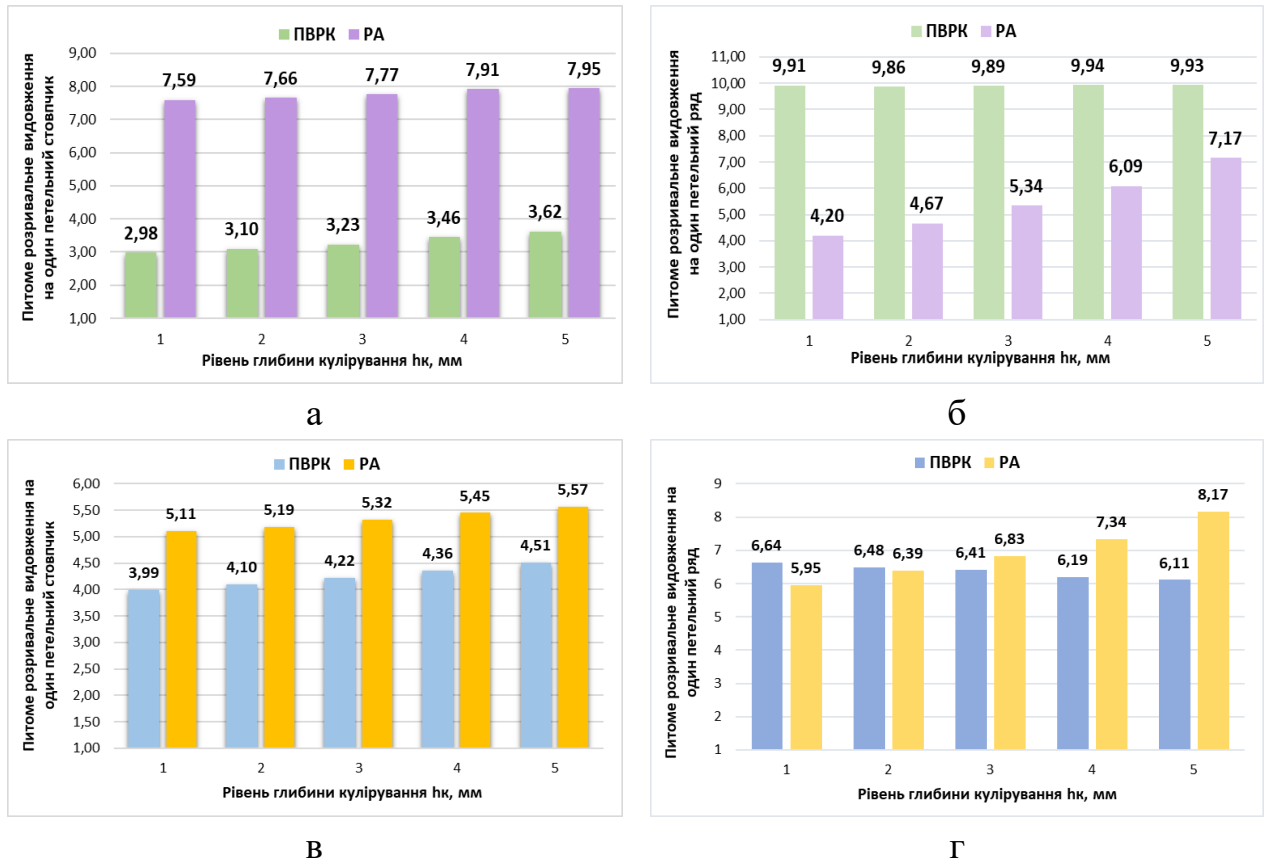 ПВРК РА
Питоме розривальне видовження
на один петельний стовпчик
9,00
8,00
7,00
6,00
5,00
4,00
3,00
2,00
1,00
7,59 7,66 7,77 7,91 7,95
2,98 3,10 3,23 3,46 3,62
1 2 3 4 5
Рівень глибини кулірування hк, мм
а
ПВРК РА
Питоме розривальне видовження
на один петельний ряд
11,00
10,00
9,00
8,00
7,00
6,00
5,00
4,00
3,00
2,00
1,00
9,91 9,86 9,89 9,94 9,93
4,20 4,67 5,34 6,09 7,17
1 2 3 4 5
Рівень глибини кулірування hк, мм
б
ПВРК РА
Питоме розривальне видовження на
один петельний стовпчик
6,00
5,50
5,00
4,50
4,00
3,50
3,00
2,50
2,00
1,50
1,00
5,11 5,19 5,32 5,45 5,57
3,99 4,10 4,22 4,36 4,51
1 2 3 4 5
Рівень глибини кулірування hк, мм
в
ПВРК РА
Питоме розривальне видовження на
один петельний ряд
9
8
7
6
5
4
3
2
1
6,64 6,48 6,41 6,19 6,11
5,95 6,39 6,83 7,34 8,17
1 2 3 4 5
Рівень глибини кулірування hк, мм
г